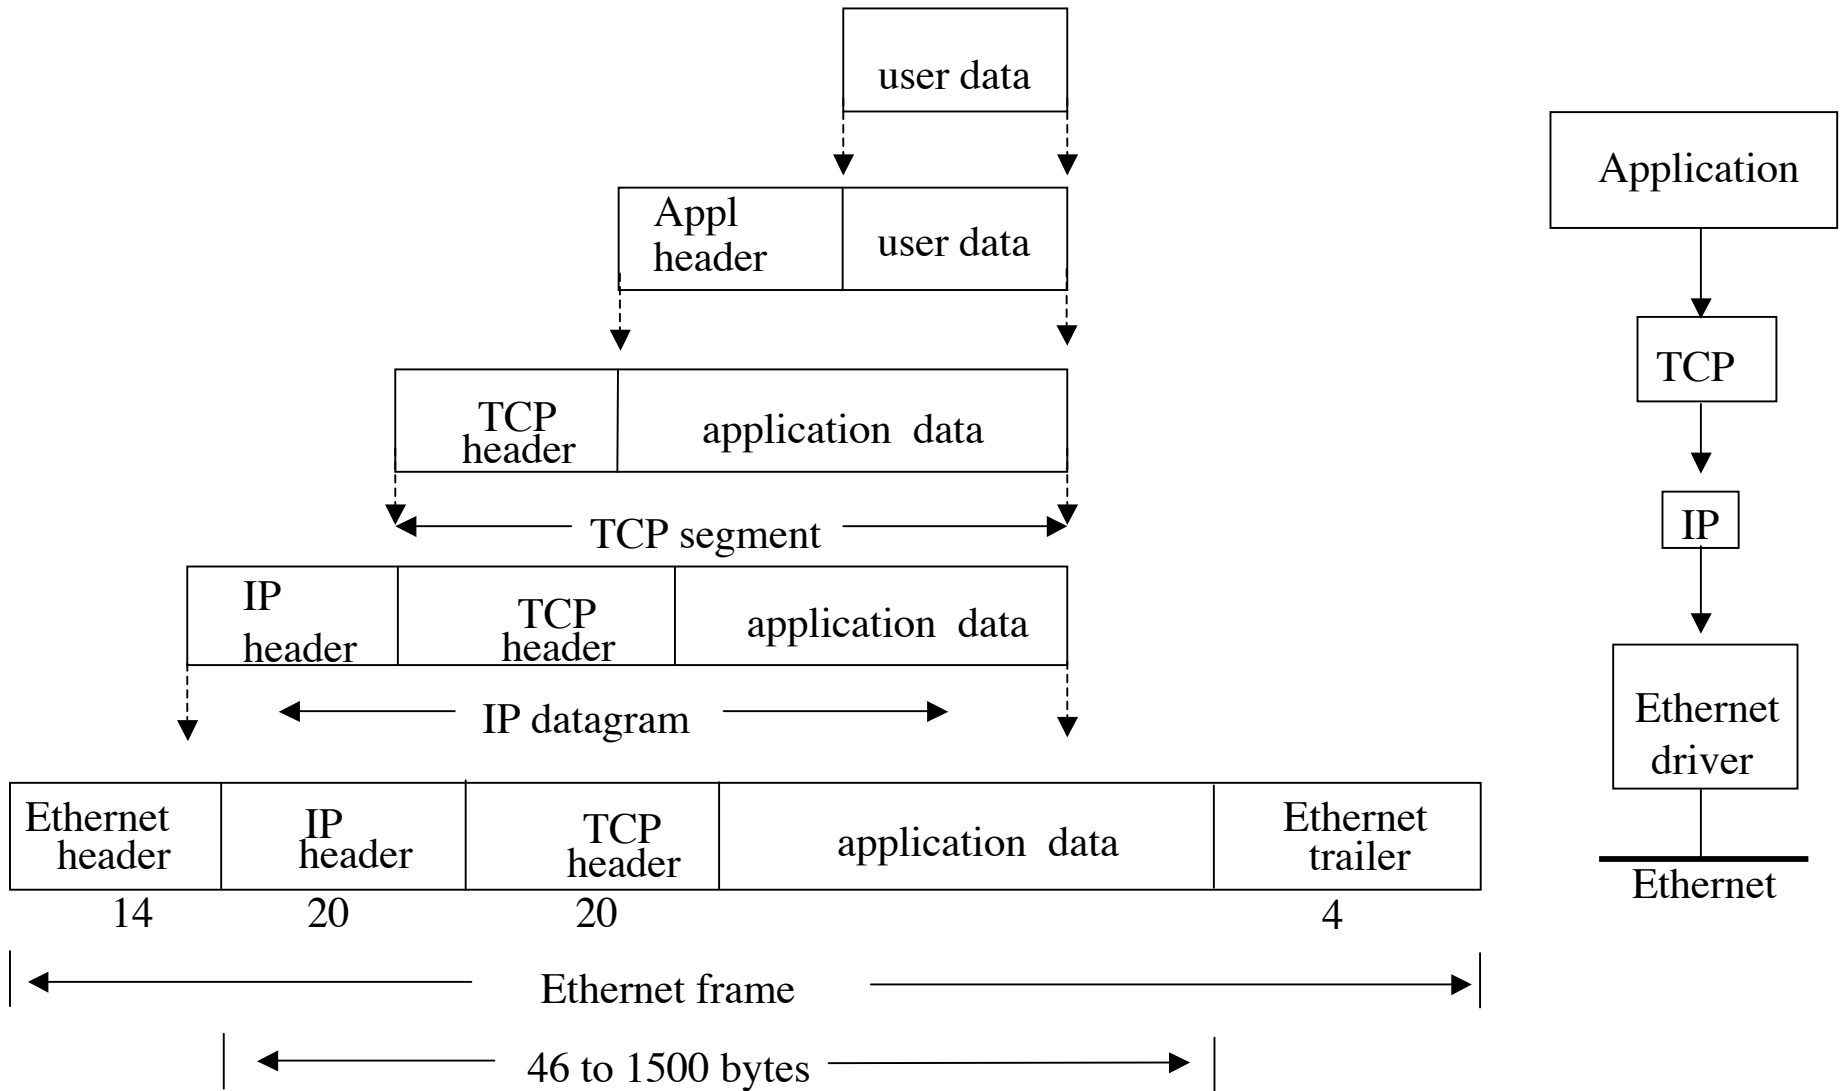 user data
Appl
header
user data
TCP
header
application data
TCP segment
IP
header
TCP
header
application data
IP datagram
Ethernet
header
IP
header
TCP
header
application data
Ethernet
trailer
14
20
20
4
Ethernet frame
46 to 1500 bytes
Application
TCP
IP
Ethernet
driver
Ethernet